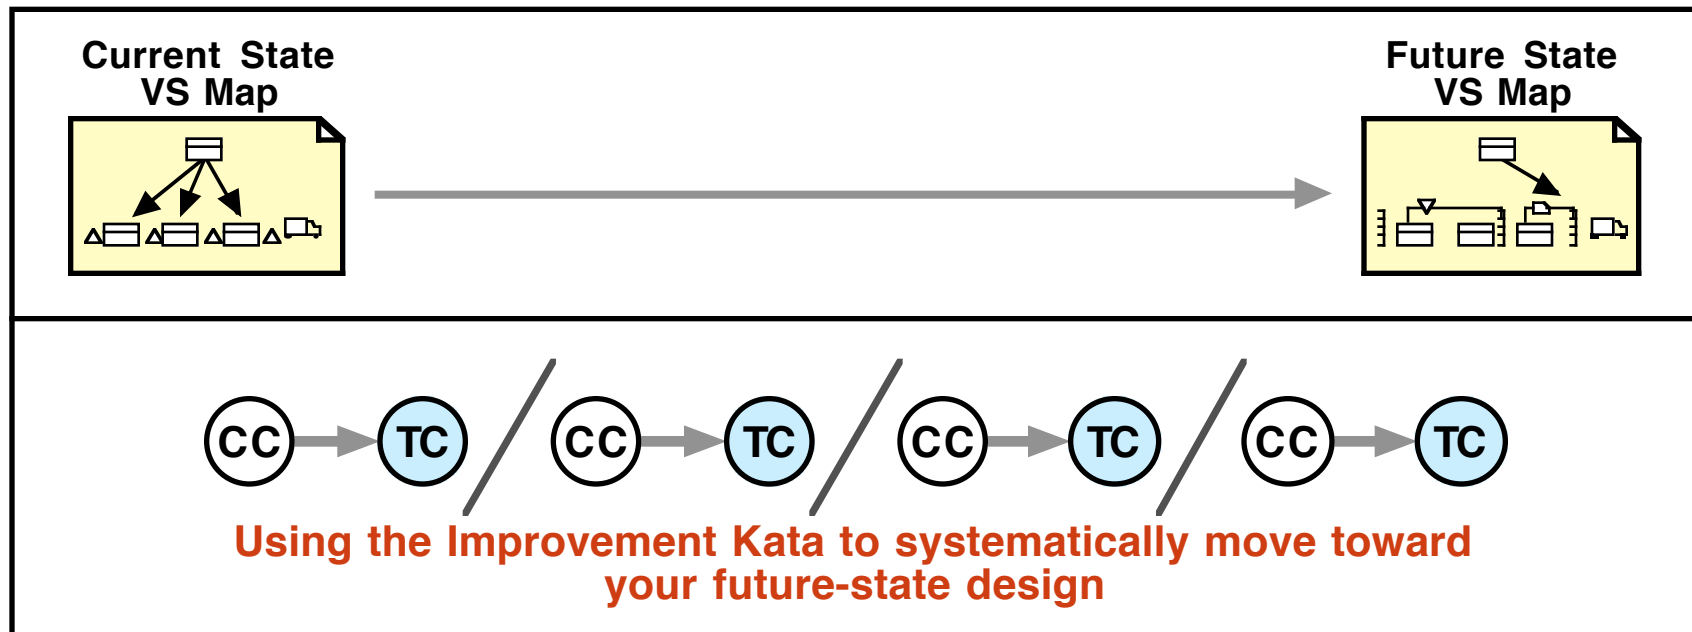 Current State
VS Map
Future State
VS Map
CC TC CC TC CC TC CC TC
Using the Improvement Kata to systematically move toward
your future-state design